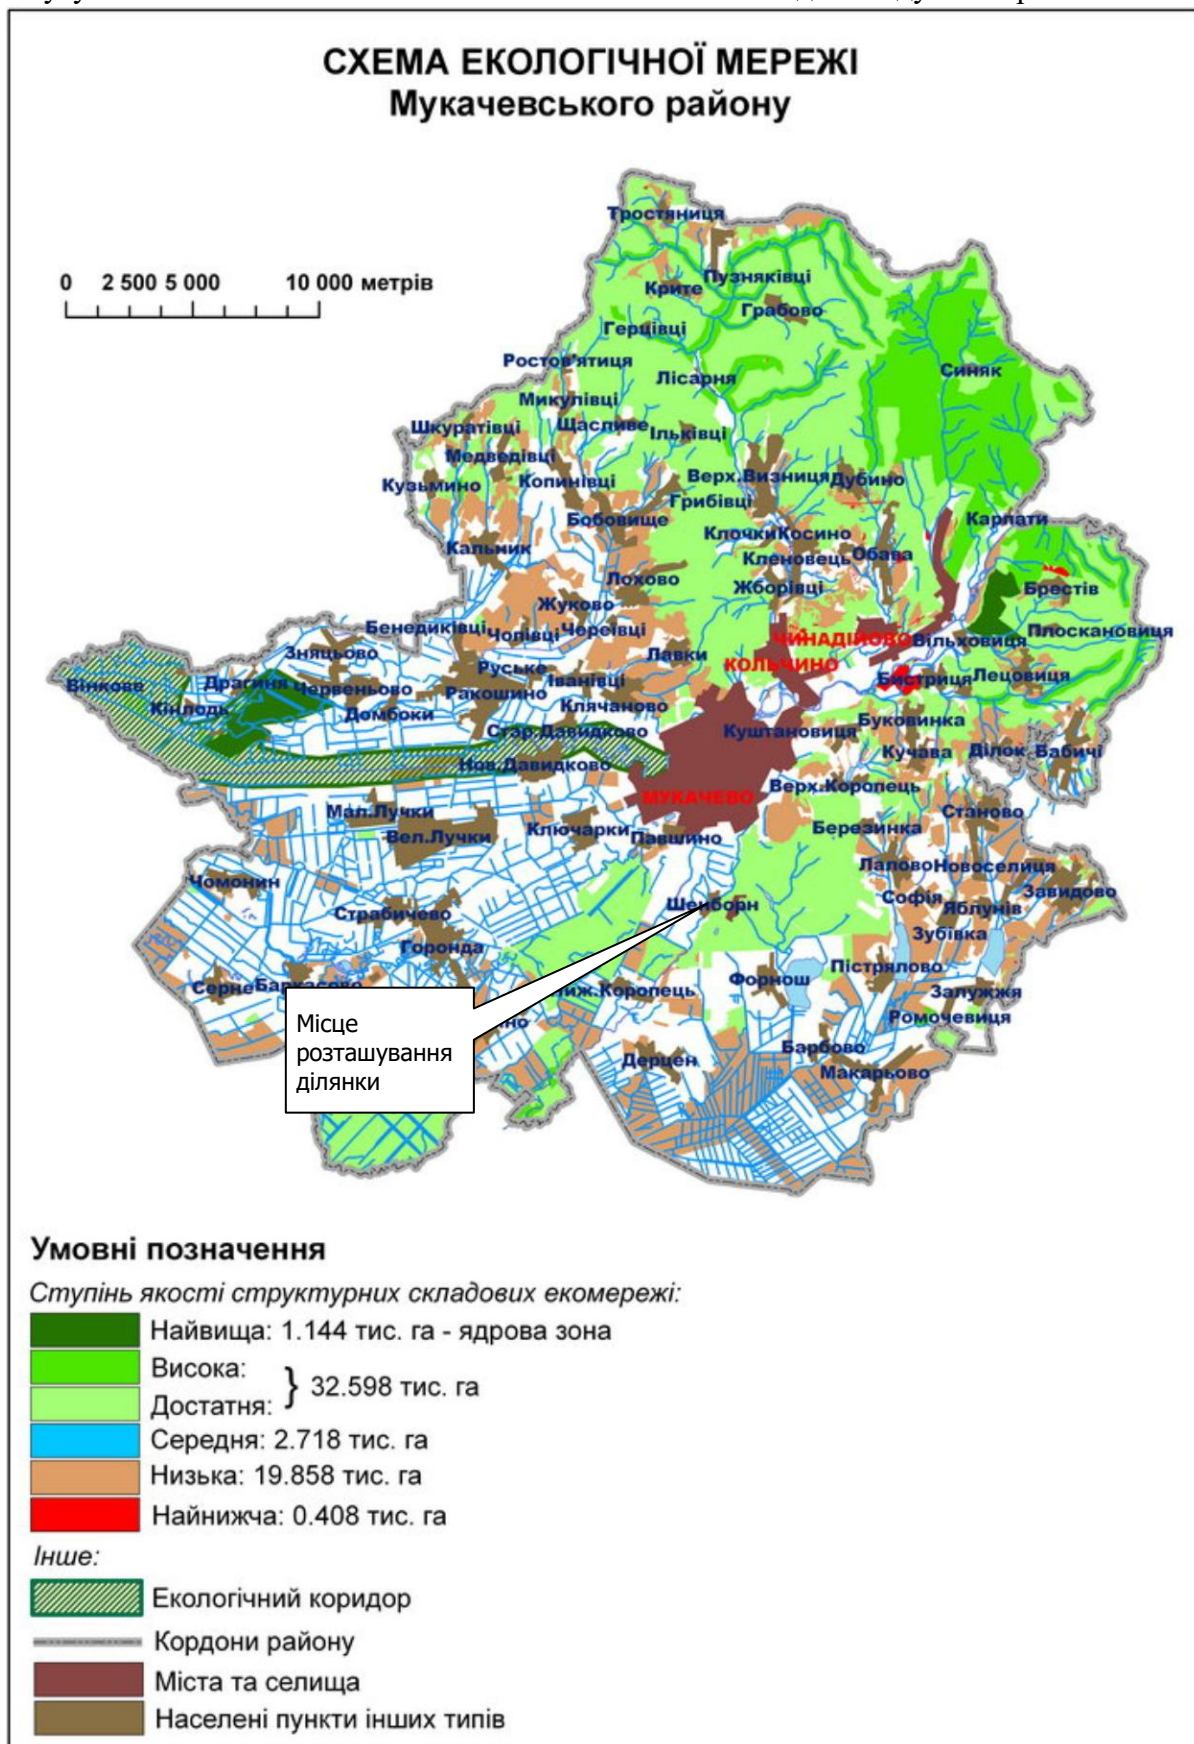 СХЕМА ЕКОЛОГІЧНОЇ МЕРЕЖІ
Мукачевського району
0 2 500 5 000 10 000 метрів
Тростяниця
Пузняківці
Крите
Грабово
Герцівці
Ростов'ятиця
Лісарня
Синяк
Микулівці
Шкуратівці
Щасливе
Ільківці
Медведівці
Кузьмино
Копинівці
Верх.Визниця
Дубино
Грибівці
Бобовище
Карпати
Клочки
Косино
Кальник
Кленовець
Обава
Лохово
Жборівці
Брестів
Жуково
Бенедиківці
Чопівці
Череівці
ЧИНАДІЙОВО
Вільховиця
Плоскановиця
Зняцьово
Руське
Лавки
КОЛЬЧИНО
Вінкове
Драгиня
Червеньово
Ракошино
Іванівці
Бистриця
Лецовиця
Кінлодь
Домбоки
Клячаново
Буковинка
Стар.Давидково
Куштановиця
Кучава
Ділок
Бабичі
Нов.Давидково
МУКАЧЕВО
Верх.Коропець
Мал.Лучки
Вел.Лучки
Ключарки
Павшино
Березинка
Станово
Лалово
Новоселиця
Чомонин
Завидово
Страбичево
Шенборн
Софія
Яблунів
Горонда
Зубівка
Пістрялово
Серне
Баркасово
Ниж.Коропець
Форнош
Залужжя
Ромочевиця
Місце
розташування
ділянки
ино
Дерцен
Барбово
Макарьово
Умовні позначення
Ступінь якості структурних складових екомережі:
Найвища: 1.144 тис. га - ядрова зона
Висока:
} 32.598 тис. га
Достатня:
Середня: 2.718 тис. га
Низька: 19.858 тис. га
Найнижча: 0.408 тис. га
Інше:
Екологічний коридор
Кордони району
Міста та селища
Населені пункти інших типів